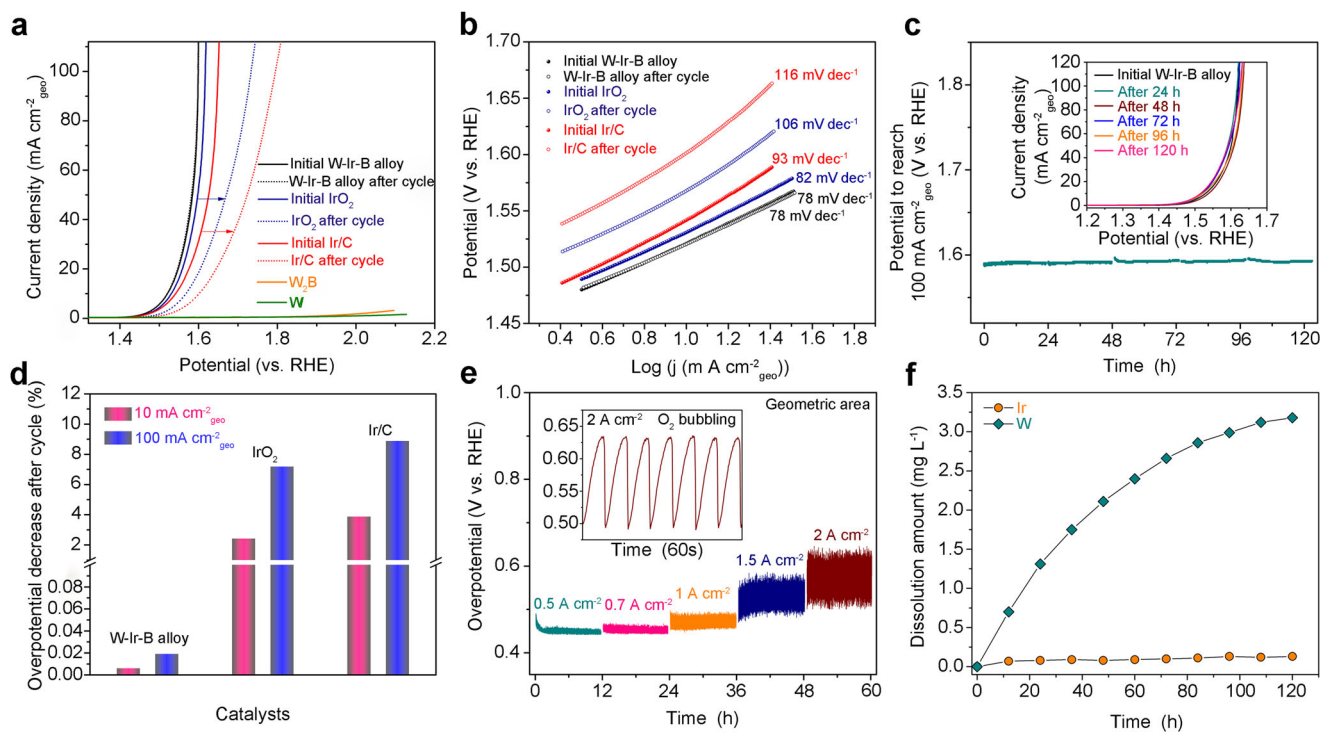 a
Current density (mA cm⁻²geo)
100
80
60
40
20
0
1.4
1.6
1.8
2.0
2.2
Potential (vs. RHE)
Initial W-Ir-B alloy
W-Ir-B alloy after cycle
Initial IrO₂
IrO₂ after cycle
Initial Ir/C
Ir/C after cycle
W₂B
W
b
Potential (V vs. RHE)
1.70
1.65
1.60
1.55
1.50
1.45
0.4
0.6
0.8
1.0
1.2
1.4
1.6
1.8
Log (j (m A cm⁻²geo))
Initial W-Ir-B alloy
W-Ir-B alloy after cycle
Initial IrO₂
IrO₂ after cycle
Initial Ir/C
Ir/C after cycle
116 mV dec⁻¹
106 mV dec⁻¹
93 mV dec⁻¹
82 mV dec⁻¹
78 mV dec⁻¹
78 mV dec⁻¹
c
Potential to rearch
100 mA cm⁻²geo (V vs. RHE)
1.8
1.7
1.6
0
24
48
72
96
120
Time (h)
Current density
(mA cm⁻²geo)
120
100
80
60
40
20
0
1.2
1.3
1.4
1.5
1.6
1.7
Potential (vs. RHE)
Initial W-Ir-B alloy
After 24 h
After 48 h
After 72 h
After 96 h
After 120 h
d
Overpotential decrease after cycle (%)
12
10
8
6
4
2
0.08
0.06
0.04
0.02
0.00
10 mA cm⁻²geo
100 mA cm⁻²geo
W-Ir-B alloy
IrO₂
Ir/C
Catalysts
e
Overpotential (V vs. RHE)
1.0
0.8
0.6
0.4
0
12
24
36
48
60
Time (h)
Geometric area
2 A cm⁻² O₂ bubbling
0.65
0.60
0.55
0.50
Time (60s)
0.5 A cm⁻²
0.7 A cm⁻²
1 A cm⁻²
1.5 A cm⁻²
2 A cm⁻²
f
Dissolution amount (mg L⁻¹)
3.5
3.0
2.5
2.0
1.5
1.0
0.5
0.0
0
20
40
60
80
100
120
Time (h)
Ir
W